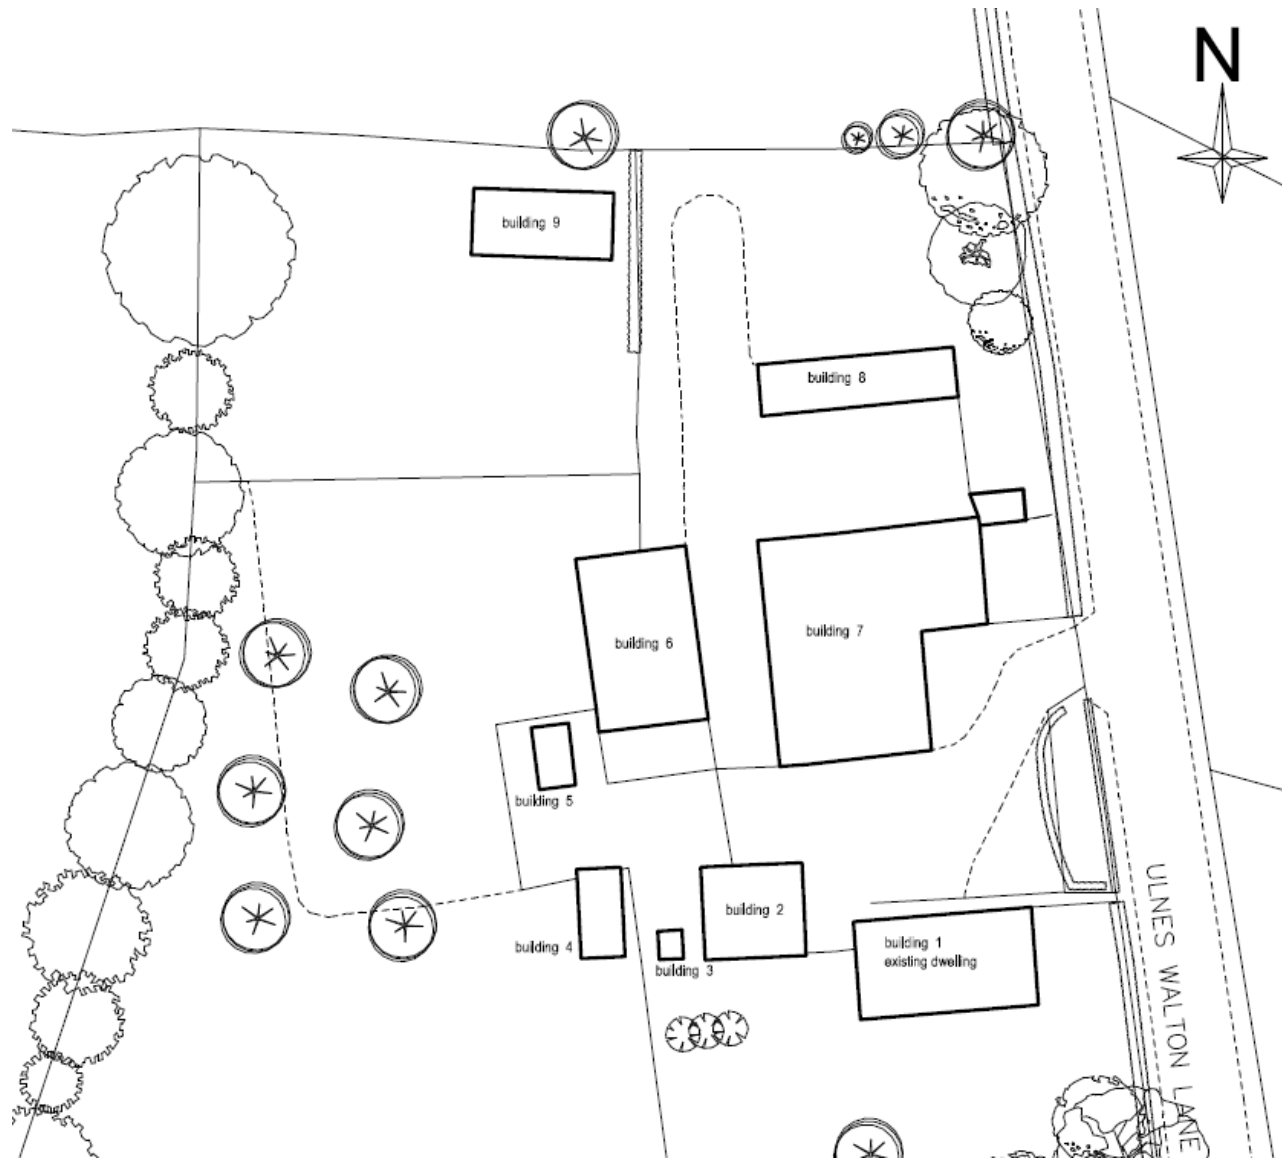 N
building 9
building 8
building 7
building 6
building 5
building 2
building 4
building 3
building 1
existing dwelling
ULNES WALTON LANE